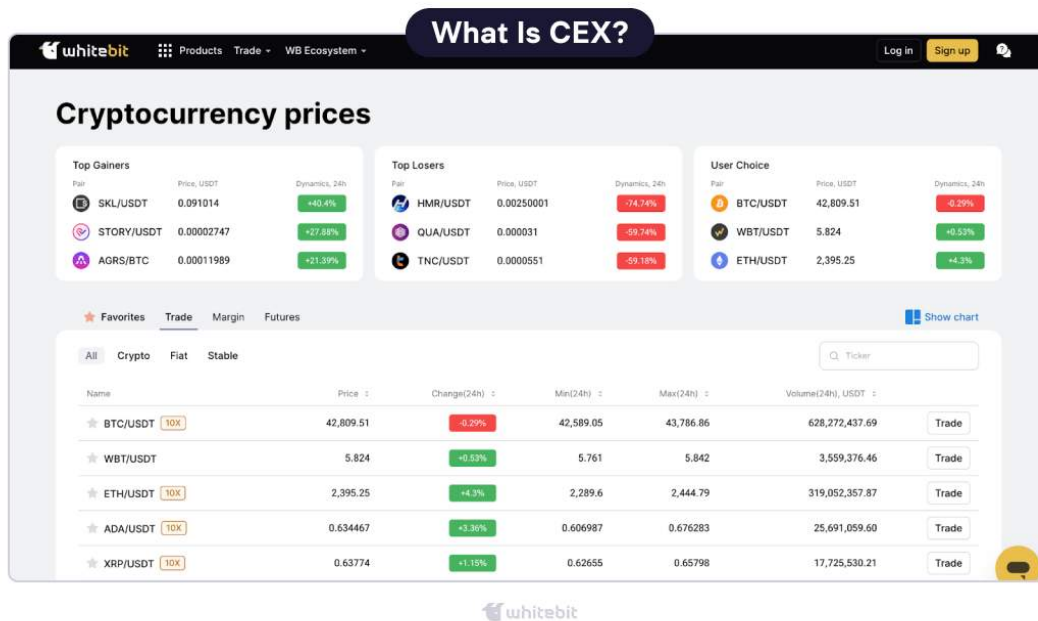 What Is CEX?
whitebit Products Trade WB Ecosystem Log in Sign up
Cryptocurrency prices
Top Gainers
Pair Price, USDT Dynamics, 24h
SKL/USDT 0.091014 +40.4%
STORY/USDT 0.00002747 +27.88%
AGRS/BTC 0.00011989 +21.39%
Top Losers
Pair Price, USDT Dynamics, 24h
HMR/USDT 0.00250001 -74.74%
QUA/USDT 0.000031 -59.74%
TNC/USDT 0.0000551 -59.18%
User Choice
Pair Price, USDT Dynamics, 24h
BTC/USDT 42,809.51 -0.29%
WBT/USDT 5.824 +0.53%
ETH/USDT 2,395.25 +4.3%
Favorites Trade Margin Futures Show chart
All Crypto Fiat Stable Ticker
Name Price Change(24h) Min(24h) Max(24h) Volume(24h), USDT
BTC/USDT 10X 42,809.51 -0.29% 42,589.05 43,786.86 628,272,437.69 Trade
WBT/USDT 5.824 +0.53% 5.761 5.842 3,559,376.46 Trade
ETH/USDT 10X 2,395.25 +4.3% 2,289.6 2,444.79 319,052,357.87 Trade
ADA/USDT 10X 0.634467 +3.36% 0.606987 0.676283 25,691,059.60 Trade
XRP/USDT 10X 0.63774 +1.15% 0.62655 0.65798 17,725,530.21 Trade
whitebit